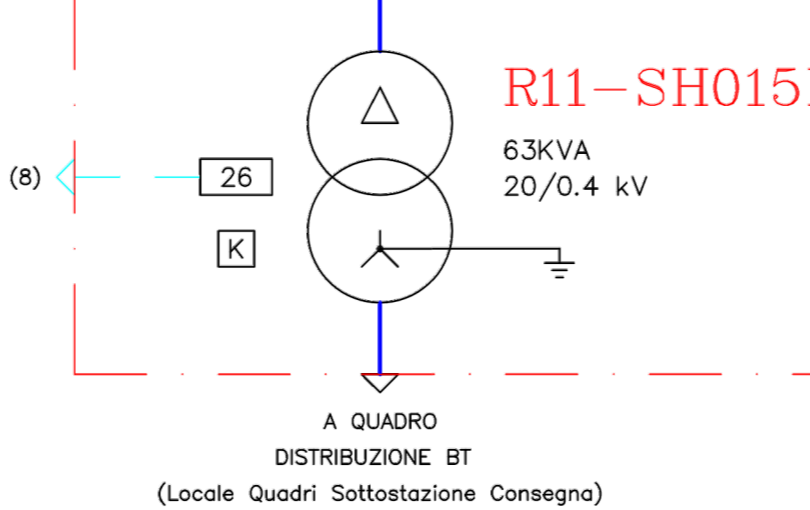 R11-SH015
63KVA
20/0.4 kV
(8)
26
K
A QUADRO
DISTRIBUZIONE BT
(Locale Quadri Sottostazione Consegna)